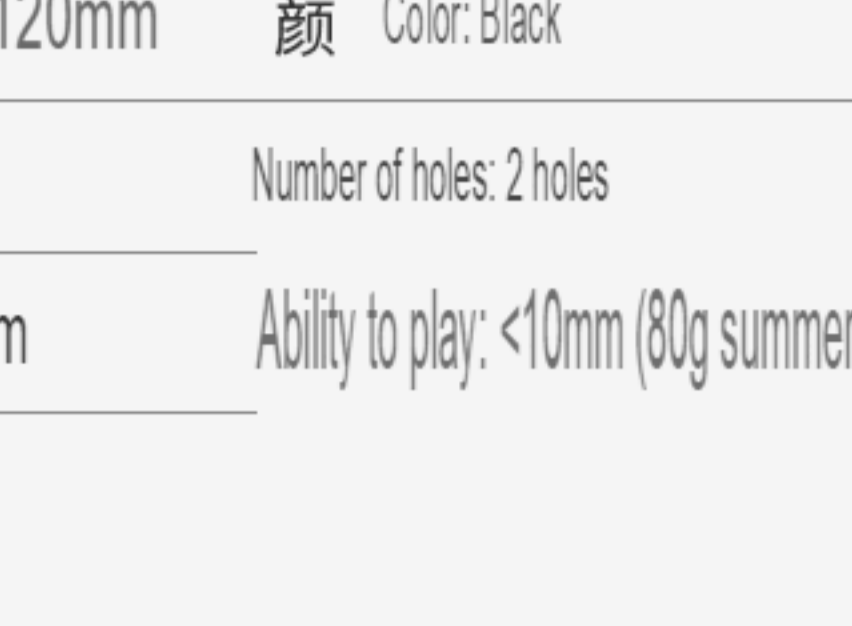 120mm 颜 Color: Black
Number of holes: 2 holes
m Ability to play: <10mm (80g summer